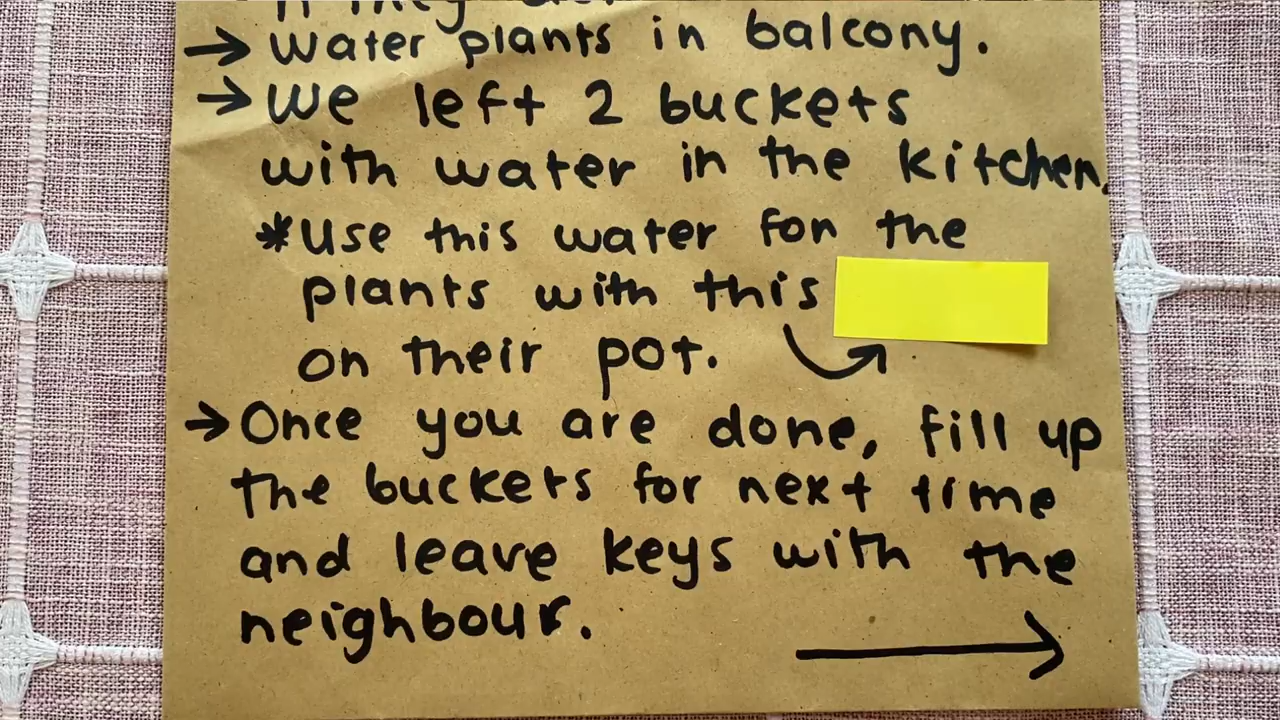 → Water plants in balcony.
→ We left 2 buckets
with water in the kitchen.
*Use this water for the
plants with this
on their pot.
→ Once you are done, fill up
the buckets for next time
and leave keys with the
neighbour.
→